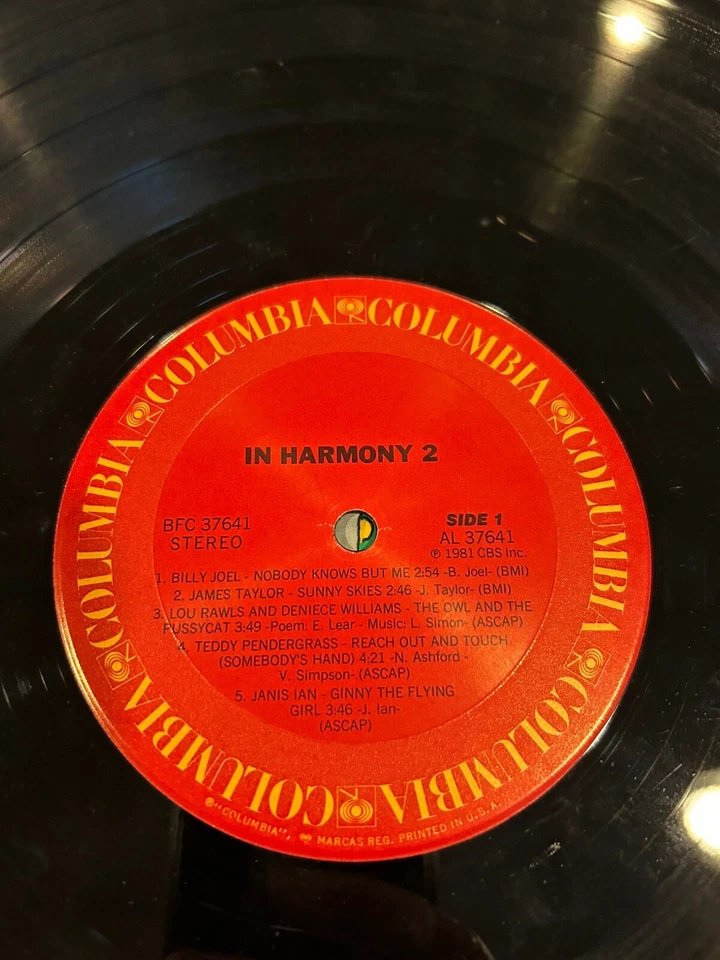 COLUMBIA COLUMBIA COLUMBIA COLUMBIA COLUMBIA COLUMBIA
IN HARMONY 2
BFC 37641
STEREO
SIDE 1
AL 37641
℗ 1981 CBS Inc.
1. BILLY JOEL - NOBODY KNOWS BUT ME 2:54 -B. Joel- (BMI)
2. JAMES TAYLOR - SUNNY SKIES 2:46 -J. Taylor- (BMI)
3. LOU RAWLS AND DENIECE WILLIAMS - THE OWL AND THE
PUSSYCAT 3:49 -Poem: E. Lear - Music: L. Simon- (ASCAP)
4. TEDDY PENDERGRASS - REACH OUT AND TOUCH
(SOMEBODY'S HAND) 4:21 -N. Ashford -
V. Simpson- (ASCAP)
5. JANIS IAN - GINNY THE FLYING
GIRL 3:46 -J. Ian-
(ASCAP)
® "COLUMBIA", MARCAS REG. PRINTED IN U.S.A.